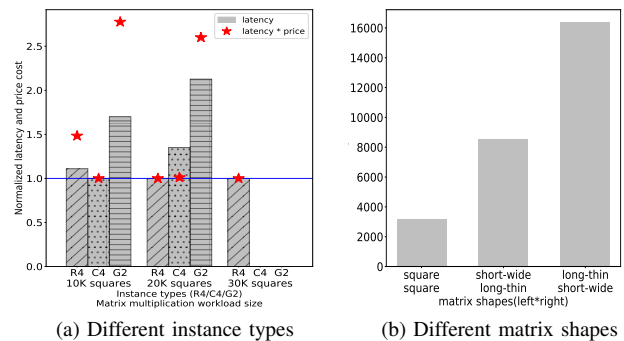 latency
latency * price
Normalized latency and price cost
2.5
2.0
1.5
1.0
0.5
0.0
R4 C4 G2 R4 C4 G2 R4 C4 G2
10K squares 20K squares 30K squares
Instance types (R4/C4/G2)
Matrix multiplication workload size
(a) Different instance types
16000
14000
12000
10000
8000
6000
4000
2000
0
square short-wide long-thin
square long-thin short-wide
matrix shapes(left*right)
(b) Different matrix shapes